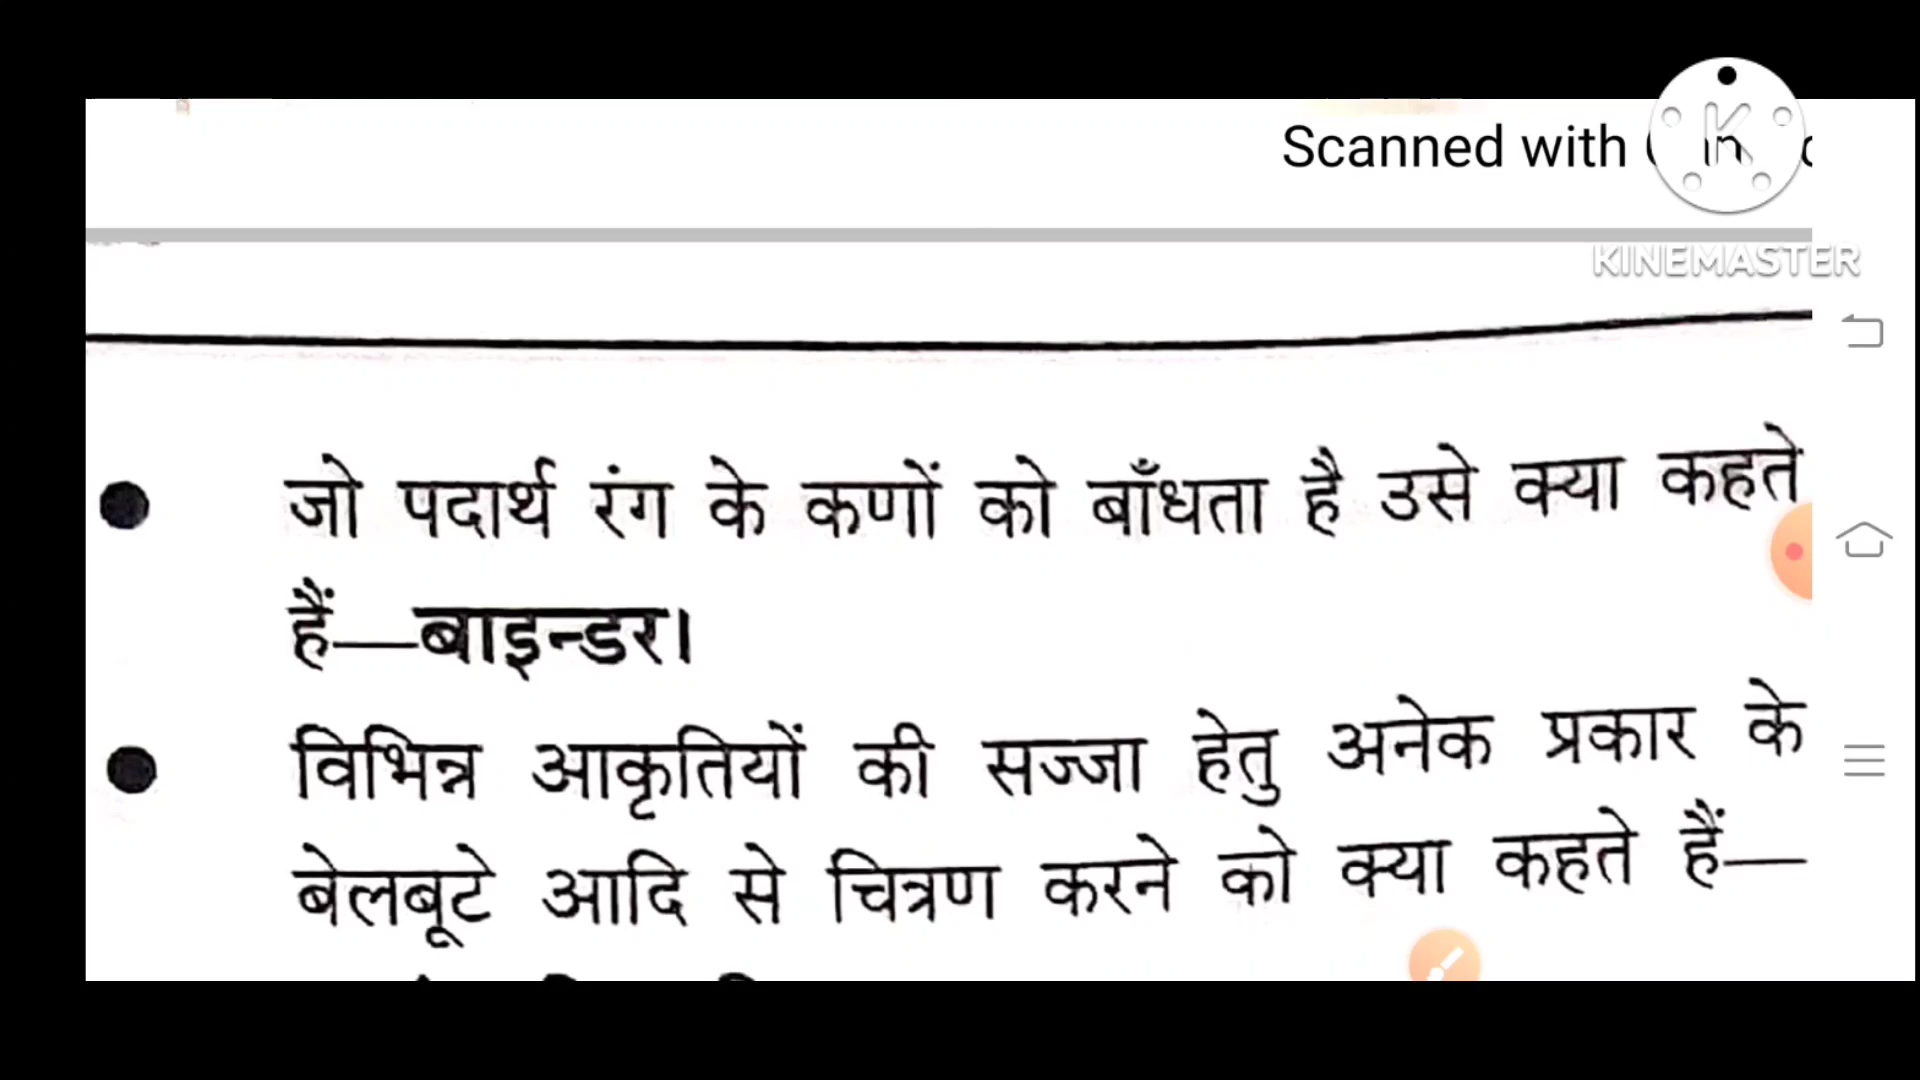 Scanned with
KINEMASTER
जो पदार्थ रंग के कणों को बाँधता है उसे क्या कहते
हैं—बाइन्डर।
विभिन्न आकृतियों की सज्जा हेतु अनेक प्रकार के
बेलबूटे आदि से चित्रण करने को क्या कहते हैं—